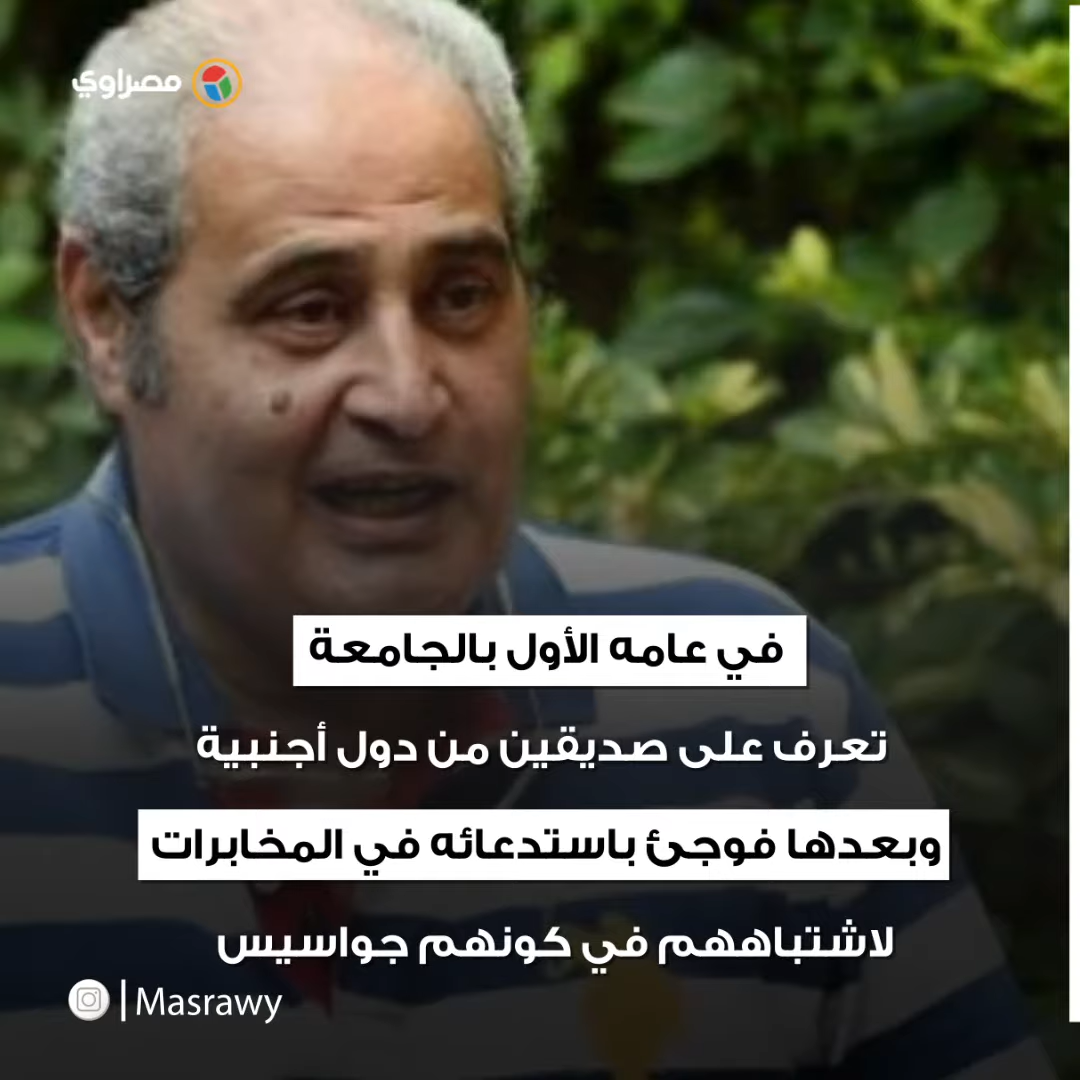 مصراوي
في عامه الأول بالجامعة
تعرف على صديقين من دول أجنبية
وبعدها فوجئ باستدعائه في المخابرات
لاشتباههم في كونهم جواسيس
| Masrawy